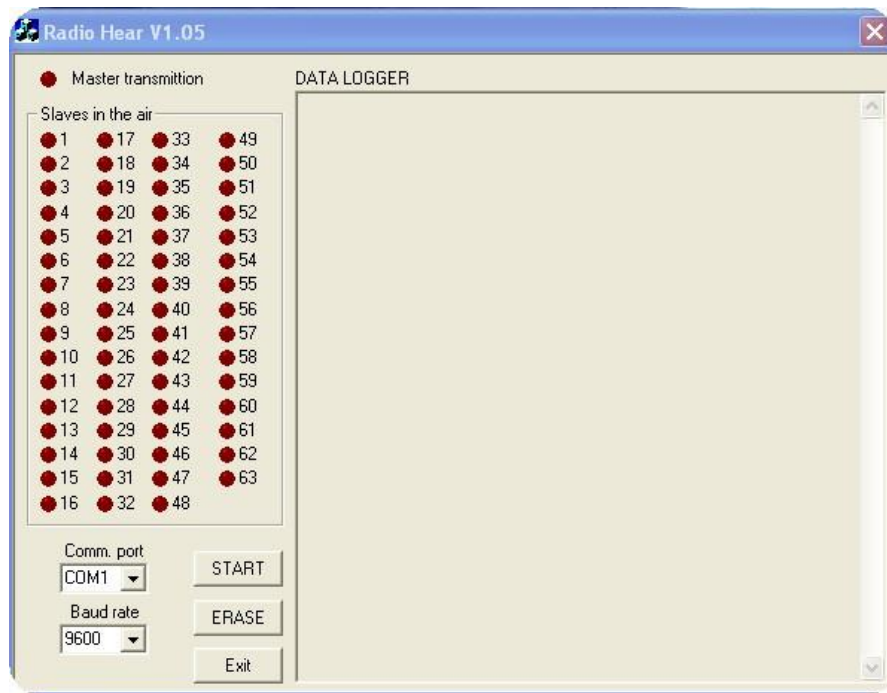 Radio Hear V1.05
Master transmittion
DATA LOGGER
Slaves in the air
1 17 33 49
2 18 34 50
3 19 35 51
4 20 36 52
5 21 37 53
6 22 38 54
7 23 39 55
8 24 40 56
9 25 41 57
10 26 42 58
11 27 43 59
12 28 44 60
13 29 45 61
14 30 46 62
15 31 47 63
16 32 48
Comm. port
COM1
START
Baud rate
9600
ERASE
Exit